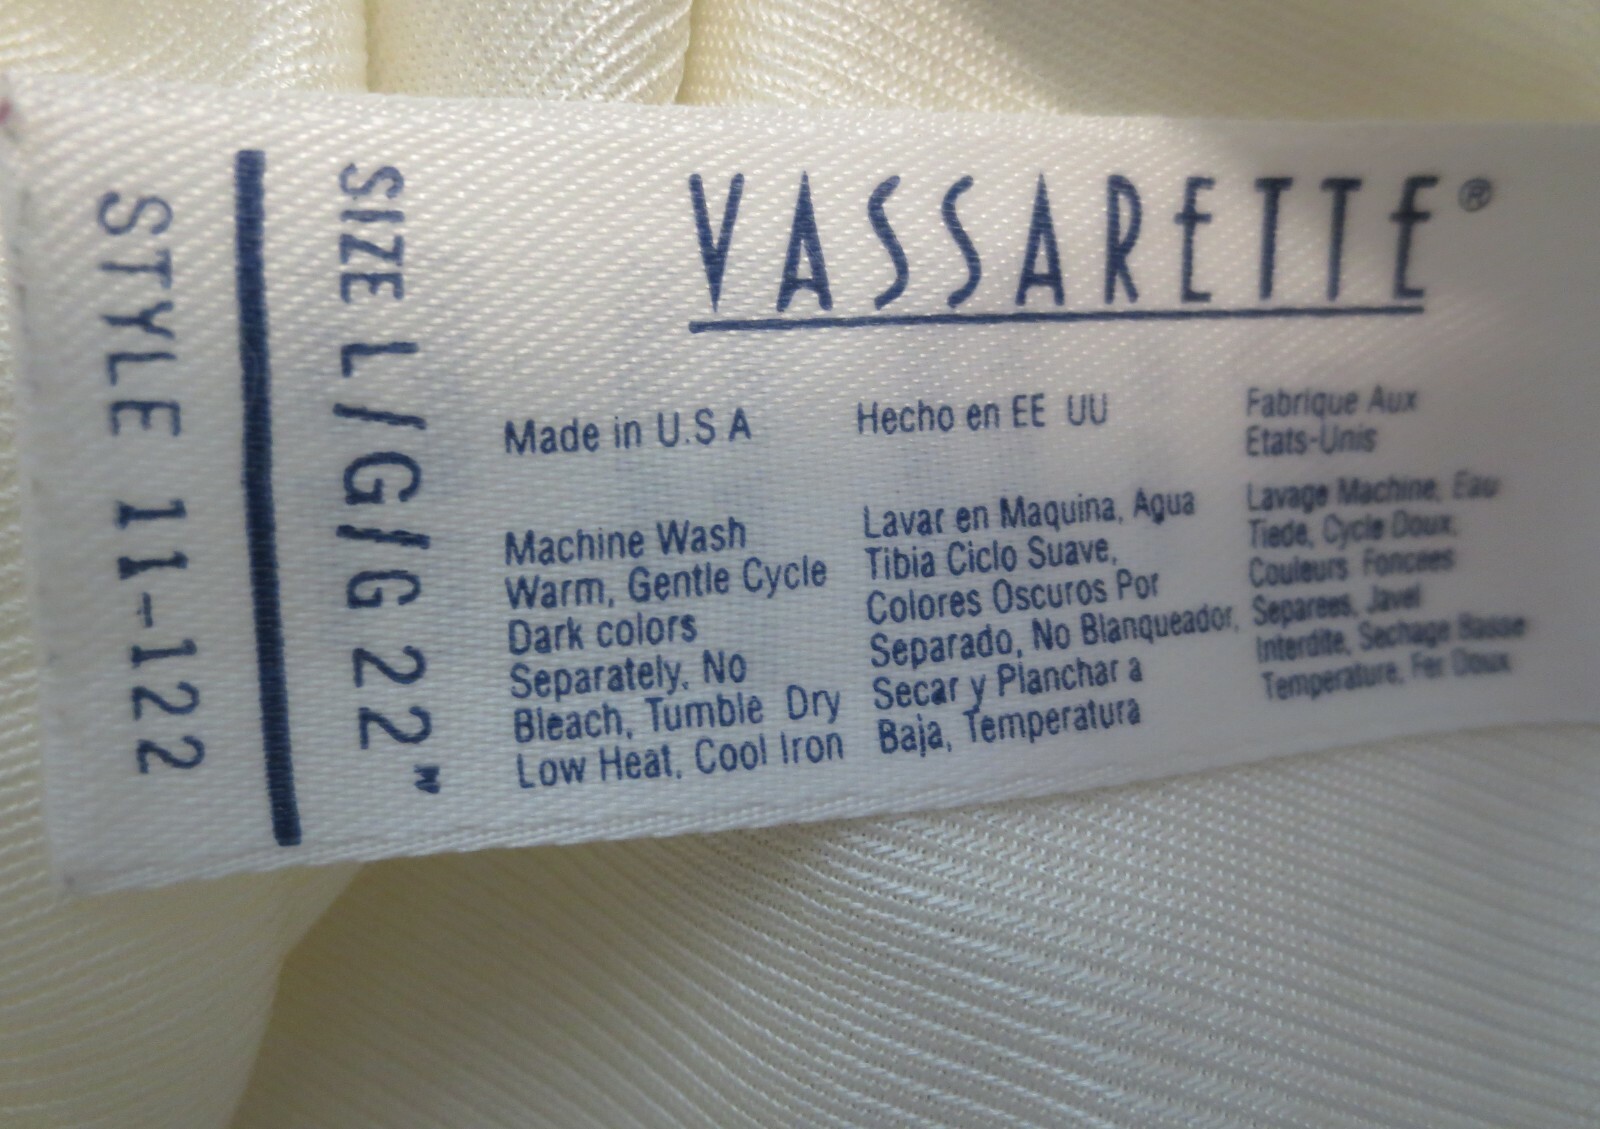 VASSARETTE®
Made in U.S A
Machine Wash
Warm, Gentle Cycle
Dark colors
Separately, No
Bleach, Tumble Dry
Low Heat, Cool Iron
Hecho en EE UU
Lavar en Maquina, Agua
Tibia Ciclo Suave,
Colores Oscuros Por
Separado, No Blanqueador,
Secar y Planchar a
Baja, Temperatura
Fabrique Aux
Etats-Unis
Lavage Machine, Eau
Tiede, Cycle Doux,
Couleurs Foncees
Separees, Javel
Interdite, Sechage Basse
Temperature, Fer Doux
SIZE L/G/G 22"
STYLE 11-122